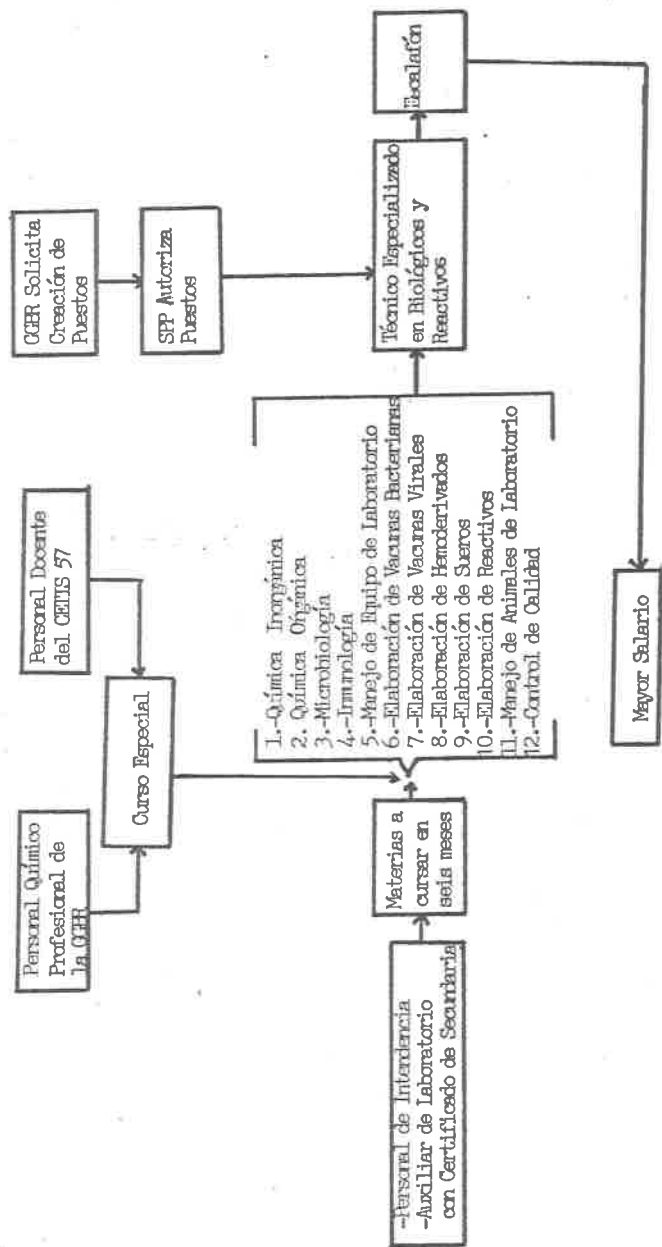 Personal Químico
Profesional de
la GGBR
Personal Docente
del CETIS 57
GGBR Solicita
Creación de
Puestos
Curso Especial
SPP Autoriza
Puestos
-Personal de Intendencia
-Auxiliar de Laboratorio
con Certificado de Secundaria
Materias a
cursar en
seis meses
1.-Química Inorgánica
2. Química Orgánica
3.-Microbiología
4.-Inmunología
5.-Manejo de Equipo de Laboratorio
6.-Elaboración de Vacunas Bacterianas
7.-Elaboración de Vacunas Virales
8.-Elaboración de Hemoderivados
9.-Elaboración de Sueros
10.-Elaboración de Reactivos
11.-Manejo de Animales de Laboratorio
12.-Control de Calidad
Técnico Especializado
en Biológicos y
Reactivos
Escalafón
Mayor Salario